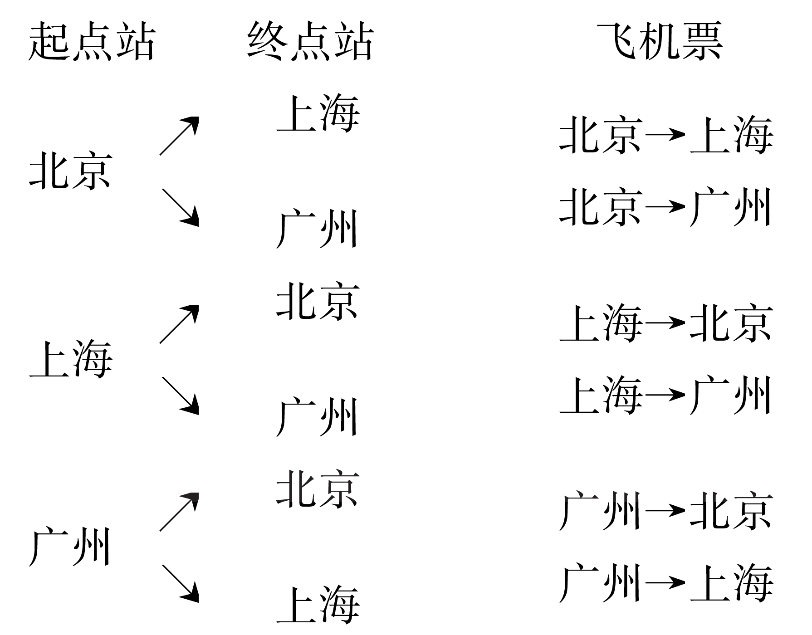 起点站 终点站 飞机票
上海
北京→上海
北京
北京→广州
广州
北京
上海→北京
上海
上海→广州
广州
北京
广州→北京
广州
广州→上海
上海